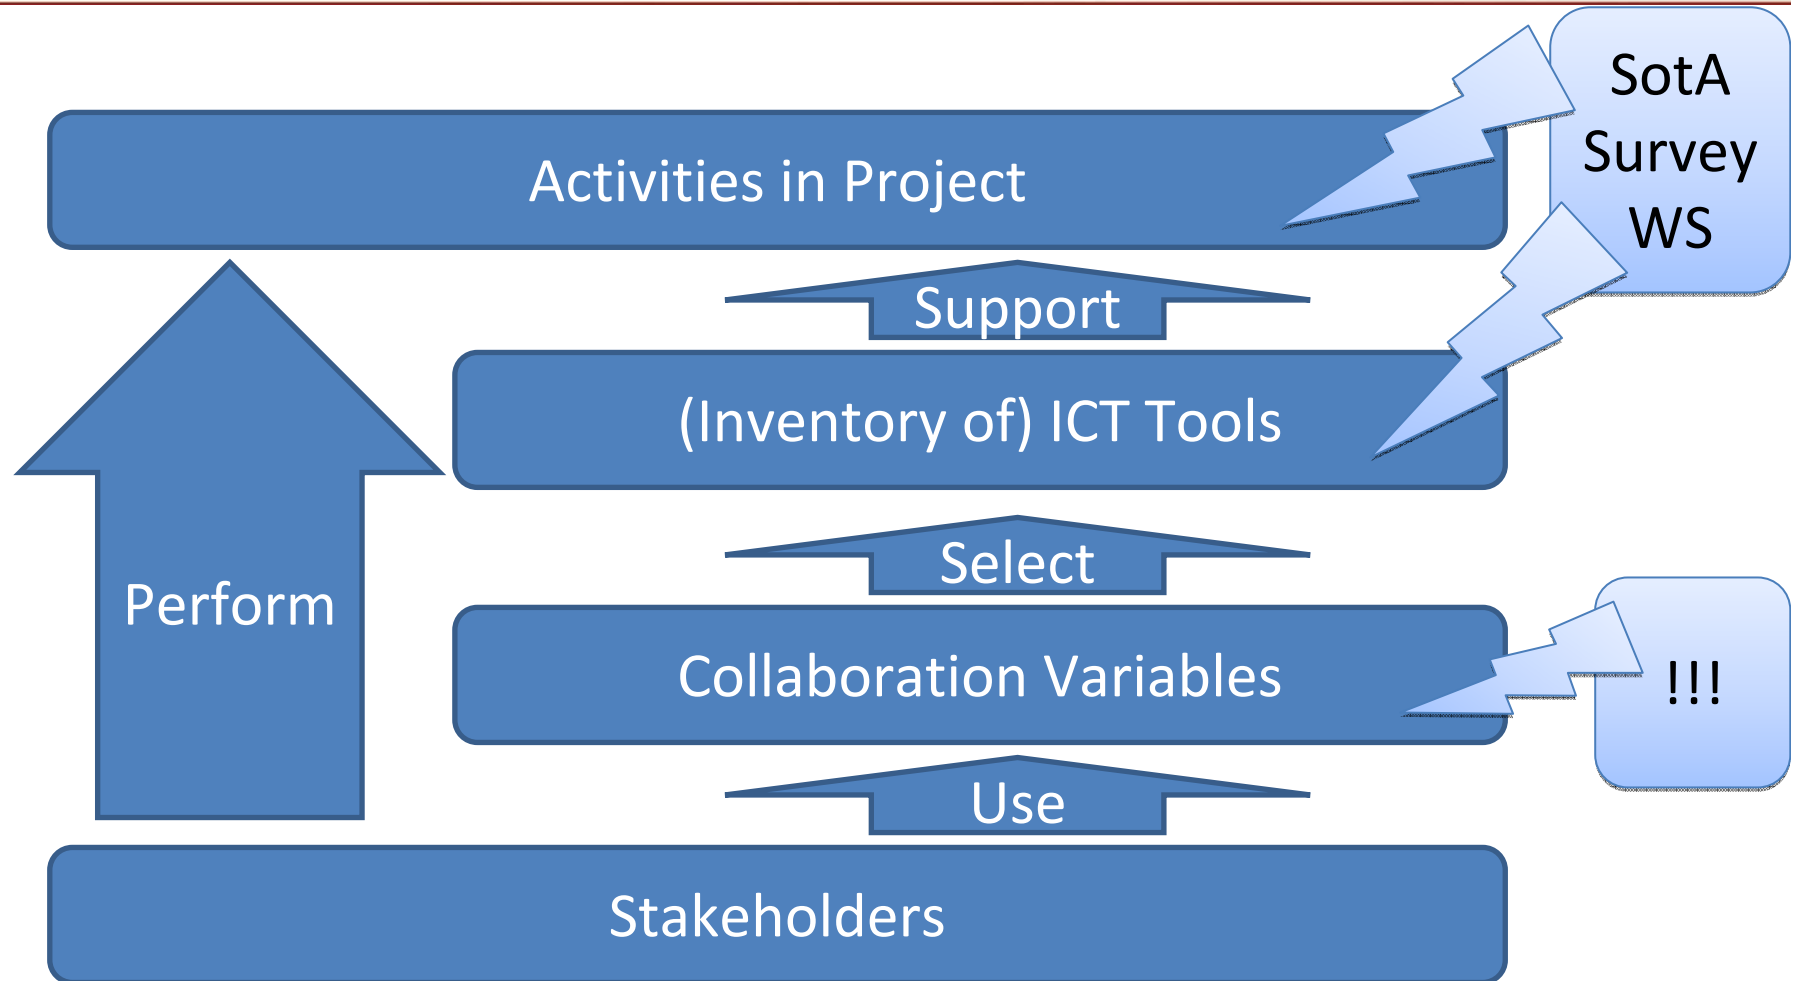 SotA
Survey
WS
Activities in Project
Support
(Inventory of) ICT Tools
Select
Perform
Collaboration Variables
!!!
Use
Stakeholders